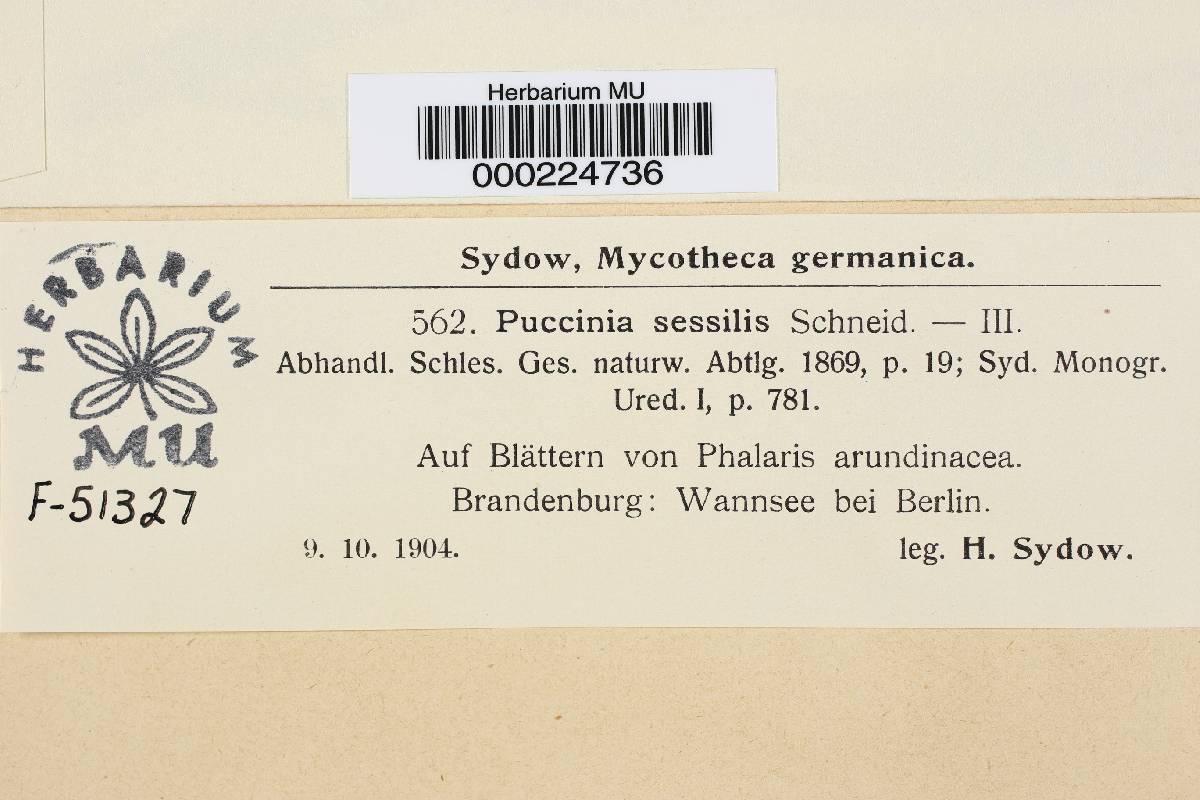 Herbarium MU
000224736
HERBARIUM
MU
F-51327
Sydow, Mycotheca germanica.
562. Puccinia sessilis Schneid. — III.
Abhandl. Schles. Ges. naturw. Abtlg. 1869, p. 19; Syd. Monogr.
Ured. I, p. 781.
Auf Blättern von Phalaris arundinacea.
Brandenburg: Wannsee bei Berlin.
9. 10. 1904. leg. H. Sydow.